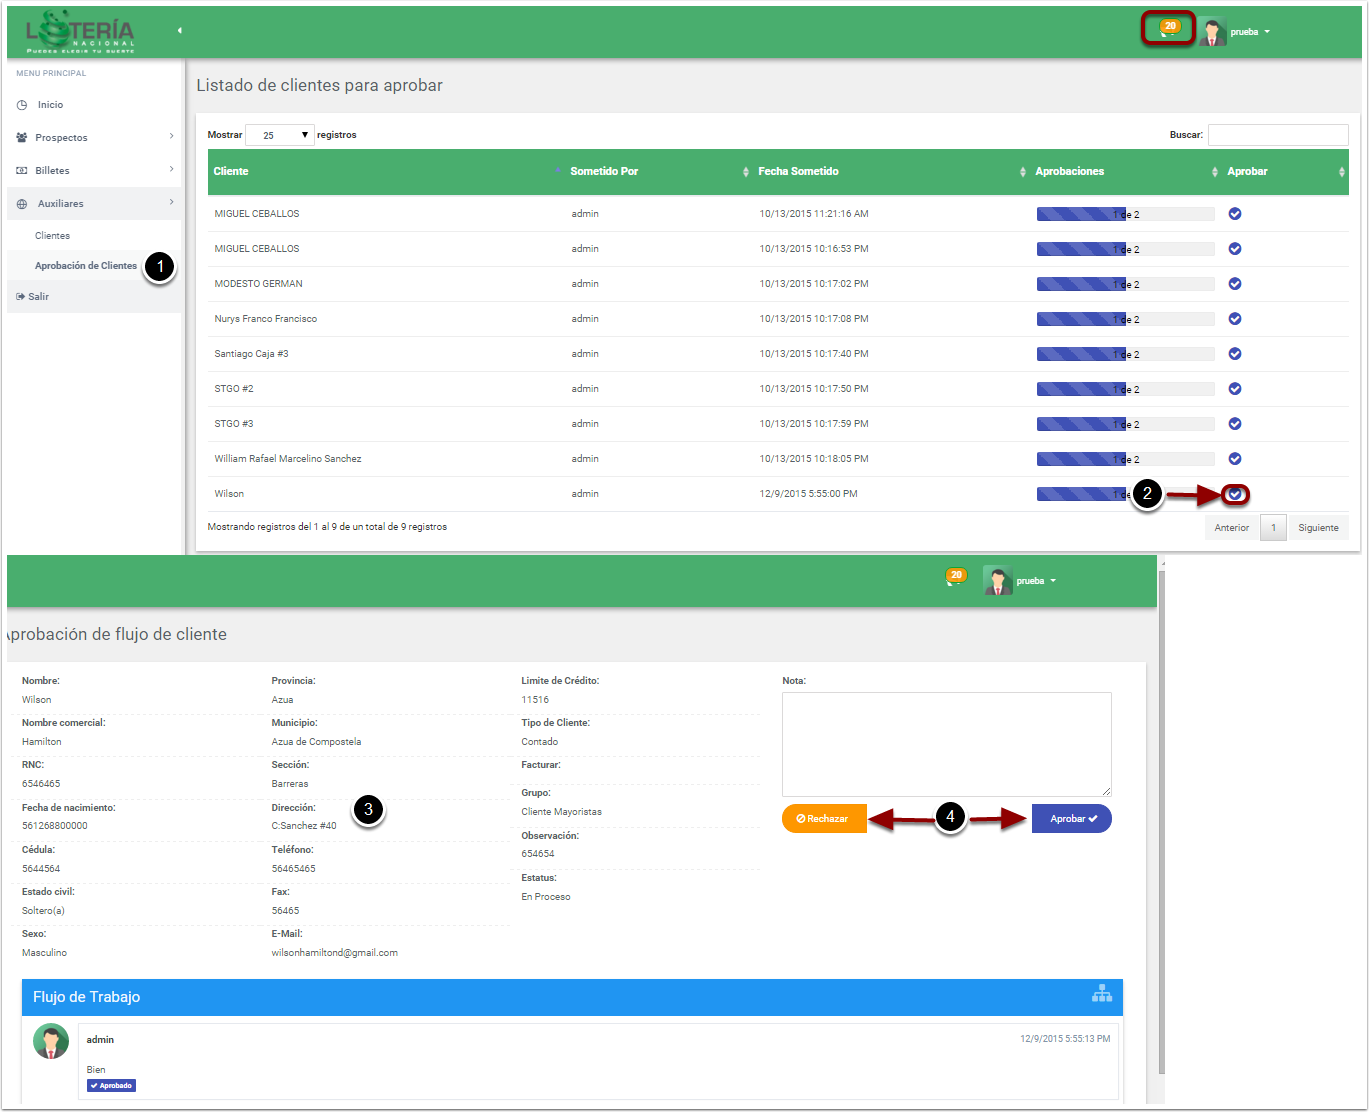 LOTERÍA
NACIONAL
PUEDES ELEGIR TU SUERTE
20
prueba
MENU PRINCIPAL
Inicio
Prospectos
Billetes
Auxiliares
Clientes
Aprobación de Clientes
1
Salir
Listado de clientes para aprobar
Mostrar 25 registros
Buscar:
Cliente Sometido Por Fecha Sometido Aprobaciones Aprobar
MIGUEL CEBALLOS admin 10/13/2015 11:21:16 AM 1 de 2
MIGUEL CEBALLOS admin 10/13/2015 10:16:53 PM 1 de 2
MODESTO GERMAN admin 10/13/2015 10:17:02 PM 1 de 2
Nurys Franco Francisco admin 10/13/2015 10:17:08 PM 1 de 2
Santiago Caja #3 admin 10/13/2015 10:17:40 PM 1 de 2
STGO #2 admin 10/13/2015 10:17:50 PM 1 de 2
STGO #3 admin 10/13/2015 10:17:59 PM 1 de 2
William Rafael Marcelino Sanchez admin 10/13/2015 10:18:05 PM 1 de 2
Wilson admin 12/9/2015 5:55:00 PM 1 de 2
Mostrando registros del 1 al 9 de un total de 9 registros
Anterior 1 Siguiente
20
prueba
Aprobación de flujo de cliente
Nombre:
Wilson
Nombre comercial:
Hamilton
RNC:
6546465
Fecha de nacimiento:
561268800000
Cédula:
5644564
Estado civil:
Soltero(a)
Sexo:
Masculino
Provincia:
Azua
Municipio:
Azua de Compostela
Sección:
Barreras
Dirección:
C:Sanchez #40
3
Teléfono:
56465465
Fax:
56465
E-Mail:
wilsonhamiltond@gmail.com
Limite de Crédito:
11516
Tipo de Cliente:
Contado
Facturar:
Grupo:
Cliente Mayoristas
Observación:
654654
Estatus:
En Proceso
Nota:
Rechazar 4 Aprobar
Flujo de Trabajo
admin 12/9/2015 5:55:13 PM
Bien
Aprobado